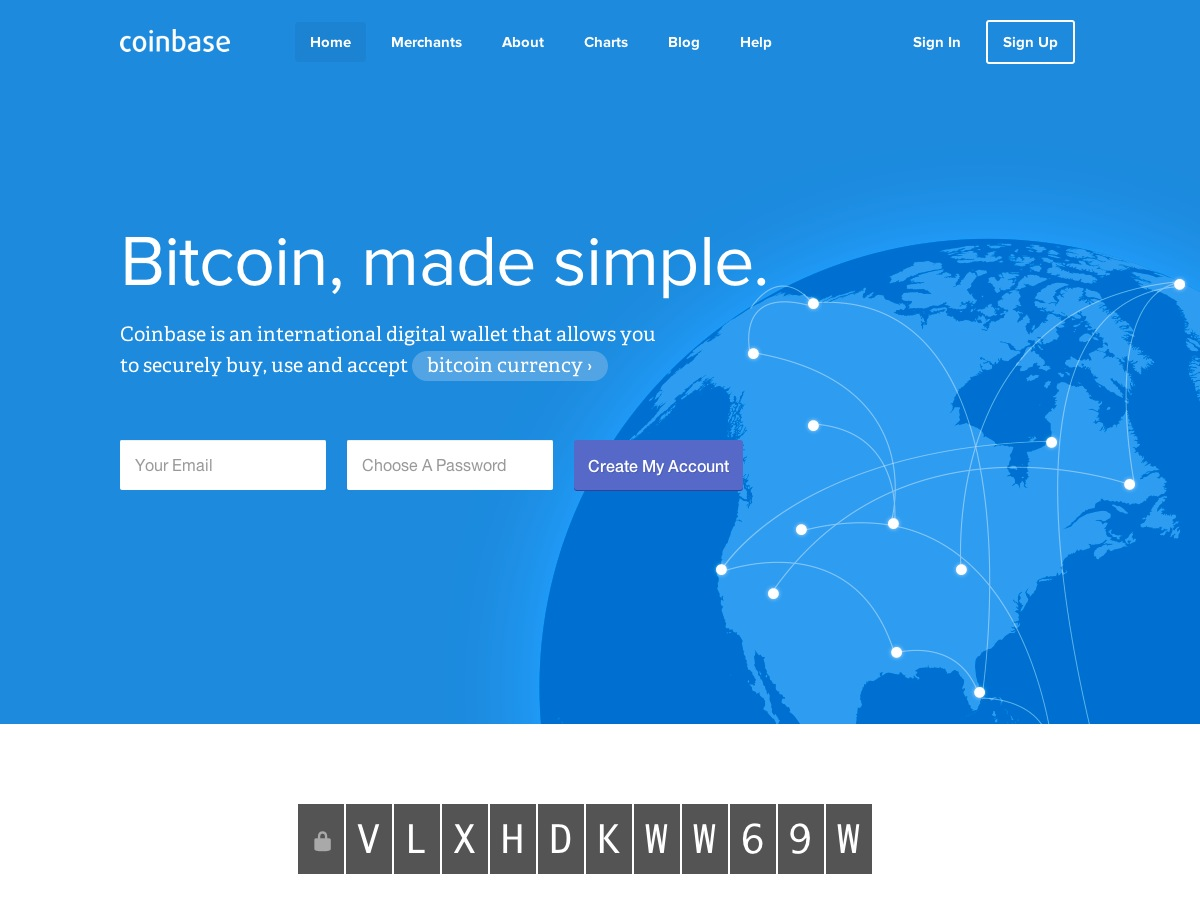 coinbase Home Merchants About Charts Blog Help Sign In Sign Up
Bitcoin, made simple.
Coinbase is an international digital wallet that allows you
to securely buy, use and accept bitcoin currency ›
Your Email Choose A Password Create My Account
VLXHDKWW69W